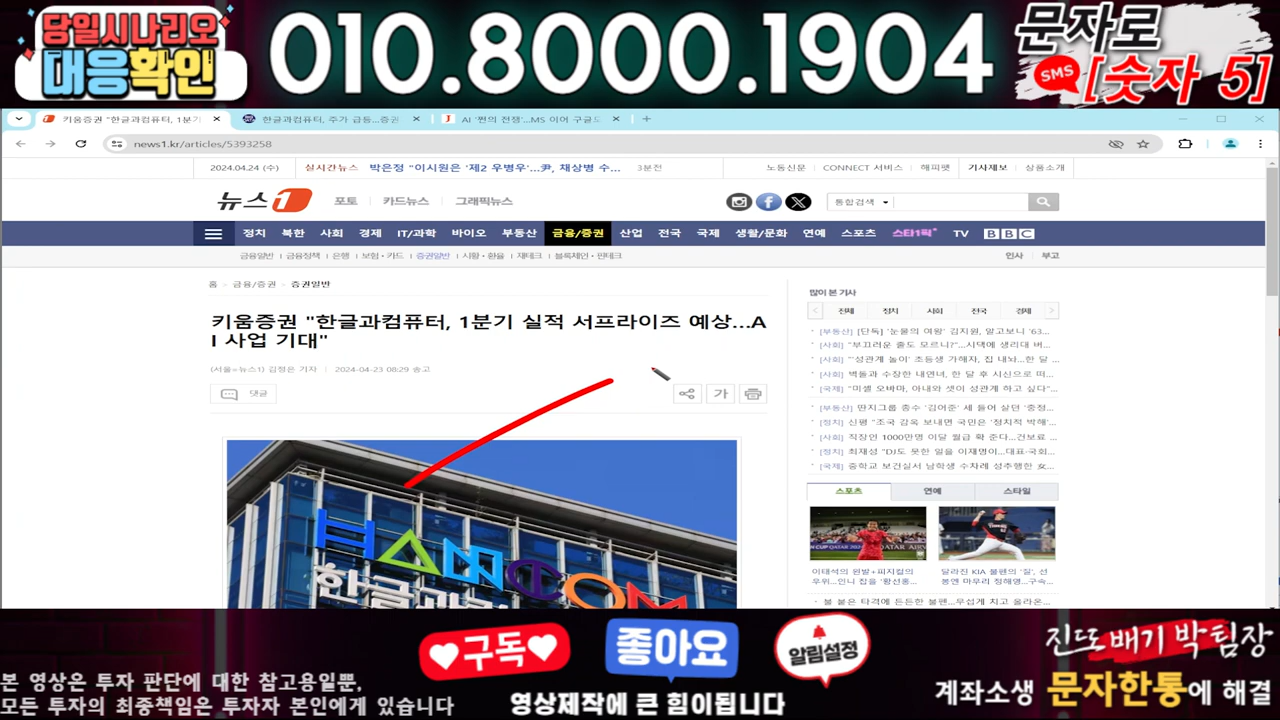 당일시나리오
대응확인
010.8000.1904
문자로
SMS
[숫자 5]
키움증권 "한글과컴퓨터, 1분기
한글과컴퓨터, 주가 급등...증권
AI '쩐의 전쟁'...MS 이어 구글도
news1.kr/articles/5393258
2024.04.24 (수)
실시간뉴스
박은정 "이시원은 '제2 우병우'...尹, 채상병 수...
3분전
노동신문
CONNECT 서비스
해피펫
기사제보
상품소개
뉴스1
포토
카드뉴스
그래픽뉴스
통합검색
정치 북한 사회 경제 IT/과학 바이오 부동산 금융/증권 산업 전국 국제 생활/문화 연예 스포츠 스타1픽 TV BBC
금융일반 금융정책 은행 보험·카드 증권일반 시황·환율 재테크 블록체인·핀테크
인사 부고
홈 > 금융/증권 > 증권일반
키움증권 "한글과컴퓨터, 1분기 실적 서프라이즈 예상...A
I 사업 기대"
(서울=뉴스1) 김정은 기자 | 2024-04-23 08:29 송고
댓글
가
HANCOM
많이 본 기사
전체 정치 사회 전국 경제
[부동산] [단독] '눈물의 여왕' 김지원, 알고보니 '63...
[사회] "부끄러운 줄도 모르니?"...시댁에 생리대 버...
[사회] "'성관계 놀이' 초등생 가해자, 집 내놔...한 달 ...
[사회] 벽돌과 수장한 내연녀, 한 달 후 시신으로 떠...
[국제] "미셸 오바마, 아내와 셋이 성관계 하고 싶다"...
[부동산] 딴지그룹 총수 '김어준' 세 들어 살던 '충정...
[정치] 신평 "조국 감옥 보내면 국민은 '정치적 박해'...
[사회] 직장인 1000만명 이달 월급 확 준다...건보료 ...
[정치] 최재성 "DJ도 못한 일을 이재명이...대표·국회...
[국제] 중학교 보건실서 남학생 수차례 성추행한 女...
스포츠 연예 스타일
이태석의 원발+피지컬의
우위...인니 집을 '황선홍...
달라진 KIA 불펜의 '질', 선
봉엔 마무리 정해영...구속...
불 붙은 타격에 든든한 불펜...무섭게 치고 올라온...
구독
좋아요
알림설정
진또배기 박팀장
본 영상은 투자 판단에 대한 참고용일뿐,
모든 투자의 최종책임은 투자자 본인에게 있습니다
영상제작에 큰 힘이됩니다
계좌소생 문자한통에 해결